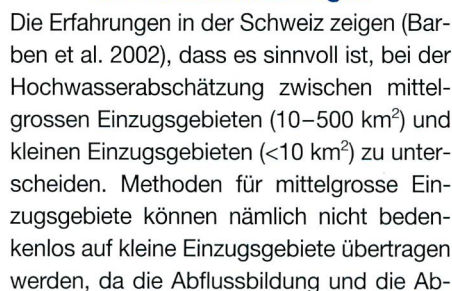 Die Erfahrungen in der Schweiz zeigen (Bar-
ben et al. 2002), dass es sinnvoll ist, bei der
Hochwasserabschätzung zwischen mittel-
grossen Einzugsgebieten (10–500 km²) und
kleinen Einzugsgebieten (<10 km²) zu unter-
scheiden. Methoden für mittelgrosse Ein-
zugsgebiete können nämlich nicht beden-
kenlos auf kleine Einzugsgebiete übertragen
werden, da die Abflussbildung und die Ab-